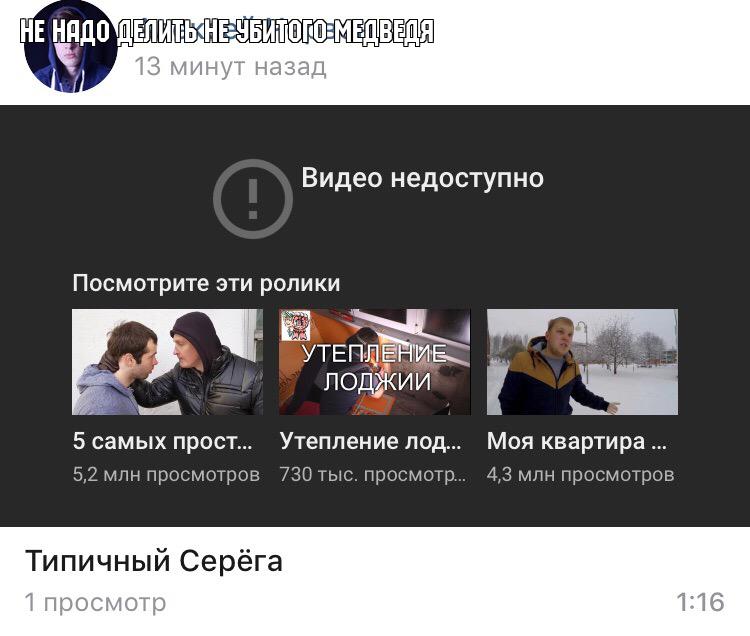 НЕ НАДО ДЕЛИТЬ НЕ УБИТОГО МЕДВЕДЯ
13 минут назад
Видео недоступно
Посмотрите эти ролики
УТЕПЛЕНИЕ
ЛОДЖИИ
5 самых прост... Утепление лод... Моя квартира ...
5,2 млн просмотров 730 тыс. просмотр... 4,3 млн просмотров
Типичный Серёга
1 просмотр 1:16